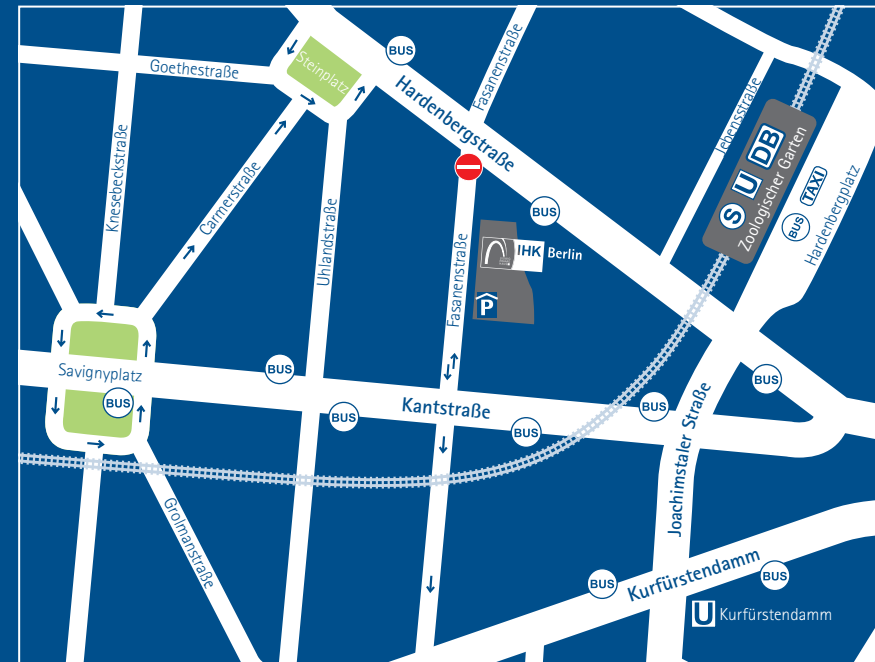 BUS
Steinplatz
Fasanenstraße
Goethestraße
Hardenbergstraße
Jebensstraße
S U DB
Zoologischer Garten
BUS TAXI
Hardenbergplatz
Knesebeckstraße
Carmerstraße
Uhlandstraße
BUS
Fasanenstraße
IHK Berlin
P
Savignyplatz
BUS
BUS
BUS
Kantstraße
BUS
BUS
BUS
Joachimstaler Straße
Grolmanstraße
BUS
Kurfürstendamm
BUS
U Kurfürstendamm